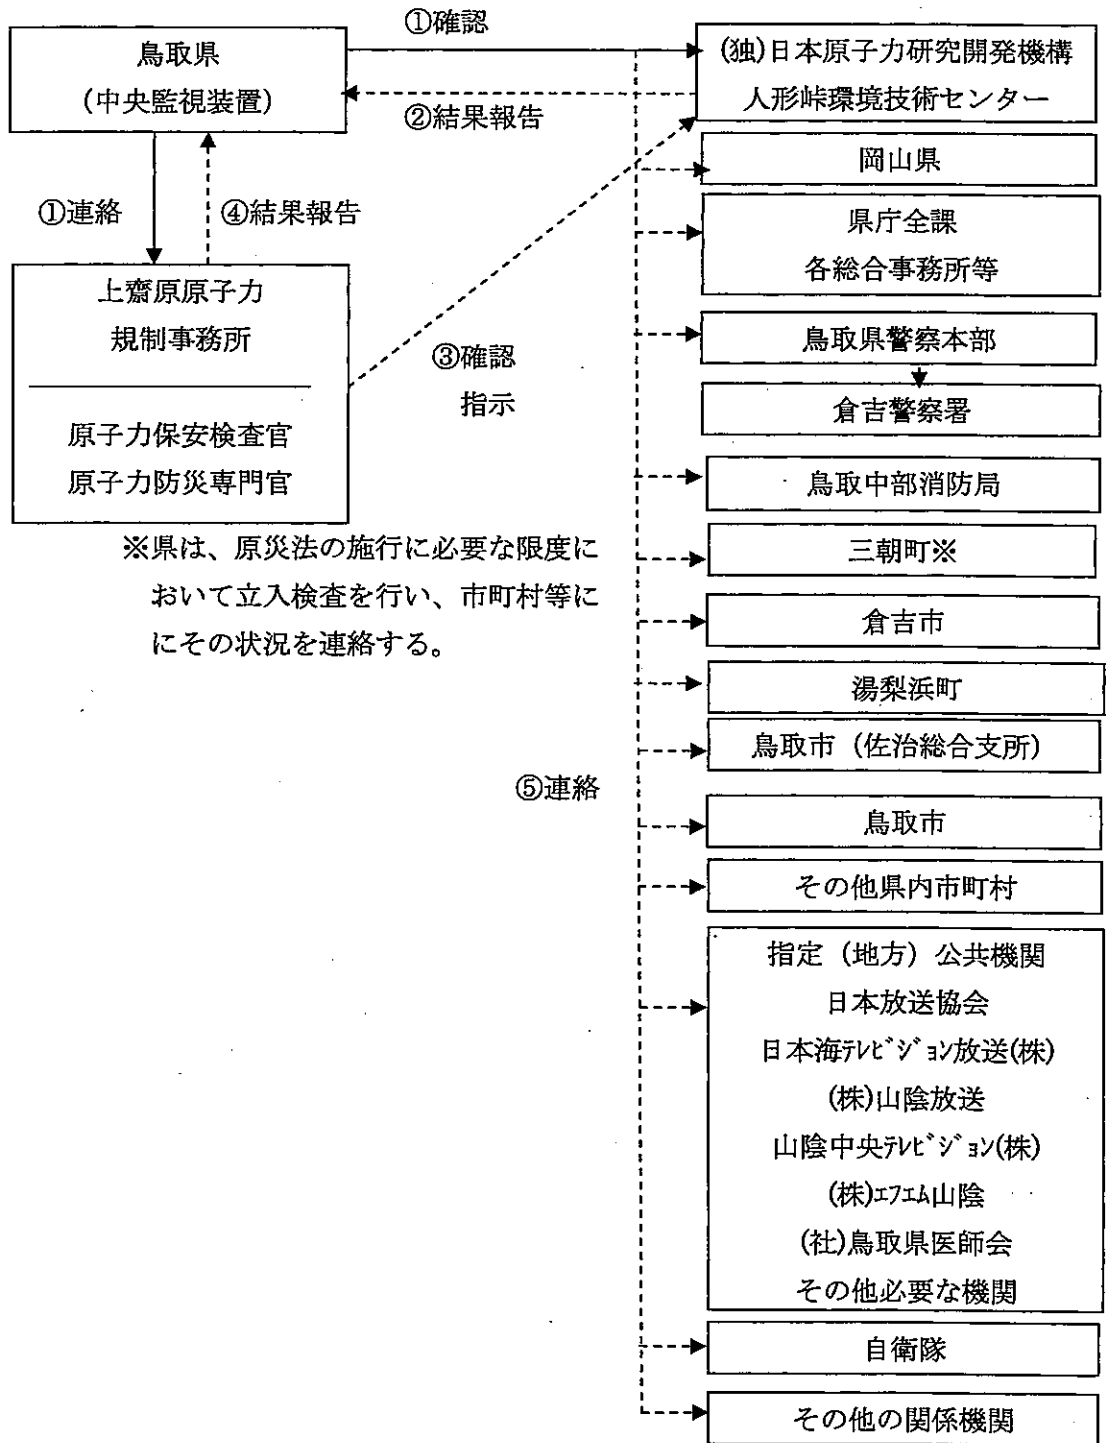 ①確認
鳥取県
(中央監視装置)
(独)日本原子力研究開発機構
人形峠環境技術センター
②結果報告
岡山県
①連絡
④結果報告
県庁全課
各総合事務所等
上齋原原子力
規制事務所
原子力保安検査官
原子力防災専門官
③確認
指示
鳥取県警察本部
倉吉警察署
鳥取中部消防局
※県は、原災法の施行に必要な限度に
おいて立入検査を行い、市町村等に
にその状況を連絡する。
三朝町※
倉吉市
湯梨浜町
鳥取市（佐治総合支所）
⑤連絡
鳥取市
その他県内市町村
指定（地方）公共機関
日本放送協会
日本海ﾃﾚﾋﾞｼﾞｮﾝ放送(株)
(株)山陰放送
山陰中央ﾃﾚﾋﾞｼﾞｮﾝ(株)
(株)ｴﾌｴﾑ山陰
(社)鳥取県医師会
その他必要な機関
自衛隊
その他の関係機関